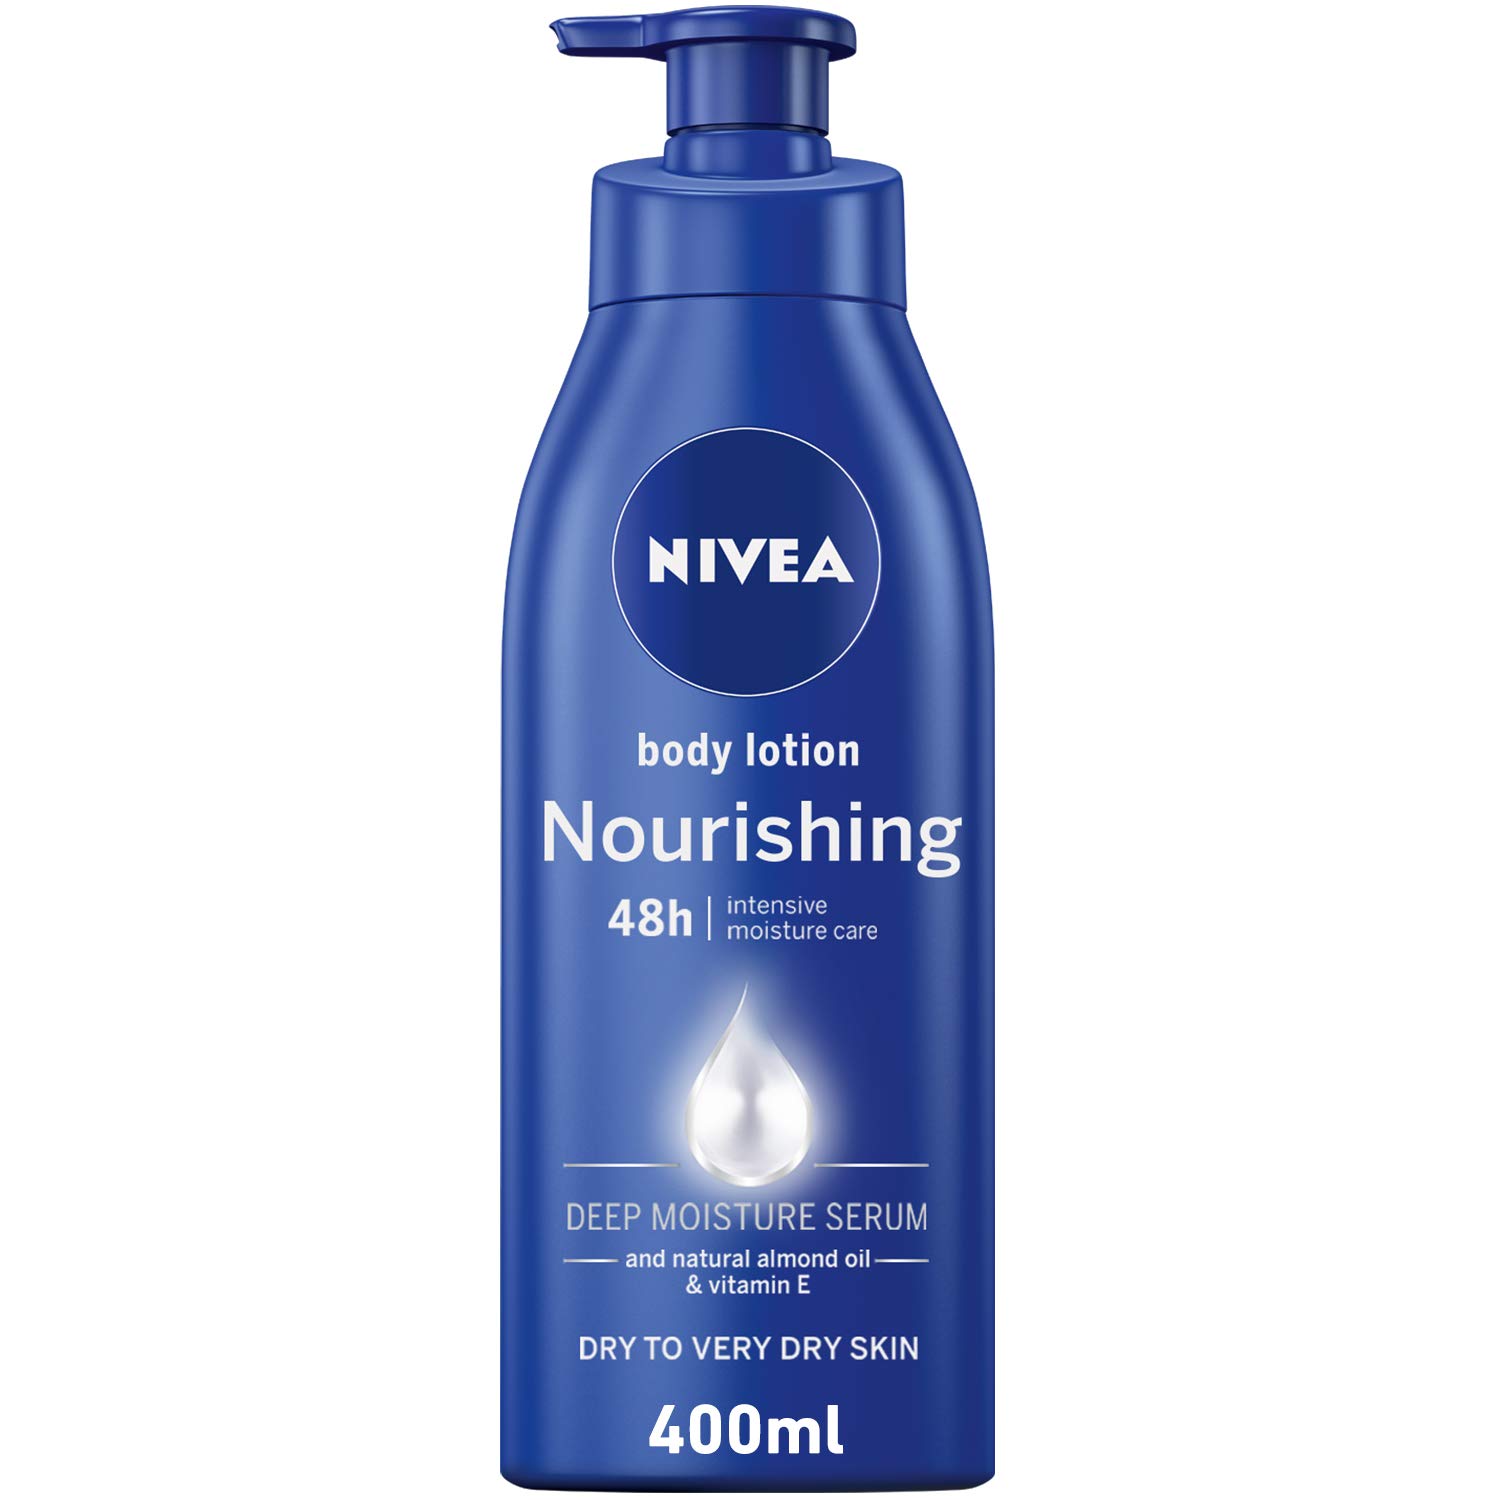 NIVEA
body lotion
Nourishing
48h
intensive
moisture care
DEEP MOISTURE SERUM
and natural almond oil
& vitamin E
DRY TO VERY DRY SKIN
400ml